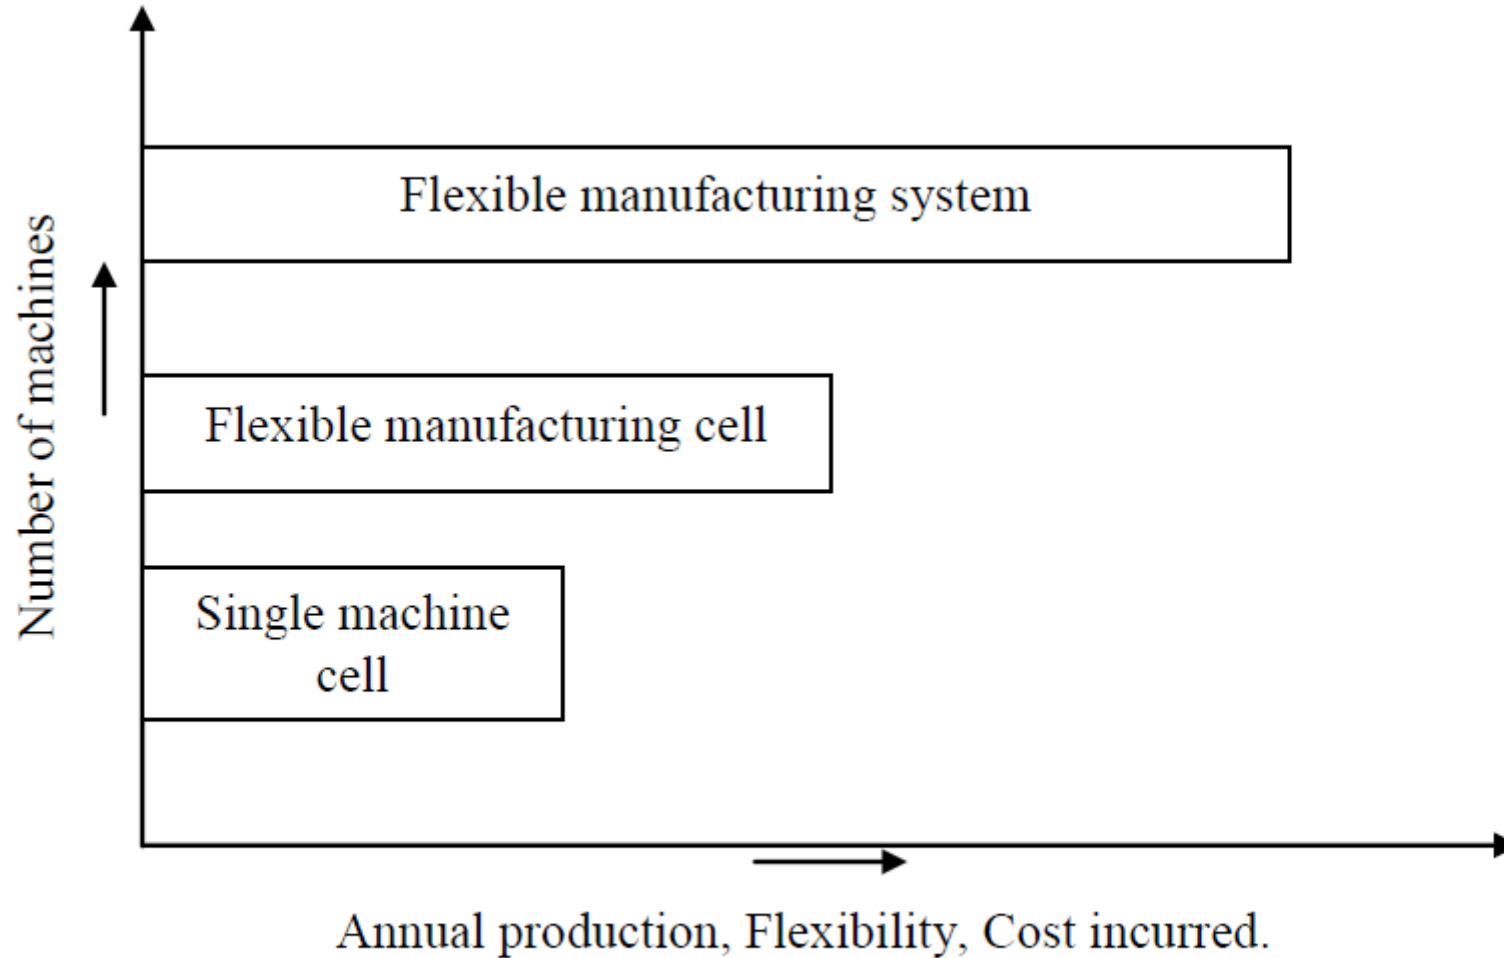 Flexible manufacturing system
Flexible manufacturing cell
Single machine
cell
Number of machines
Annual production, Flexibility, Cost incurred.